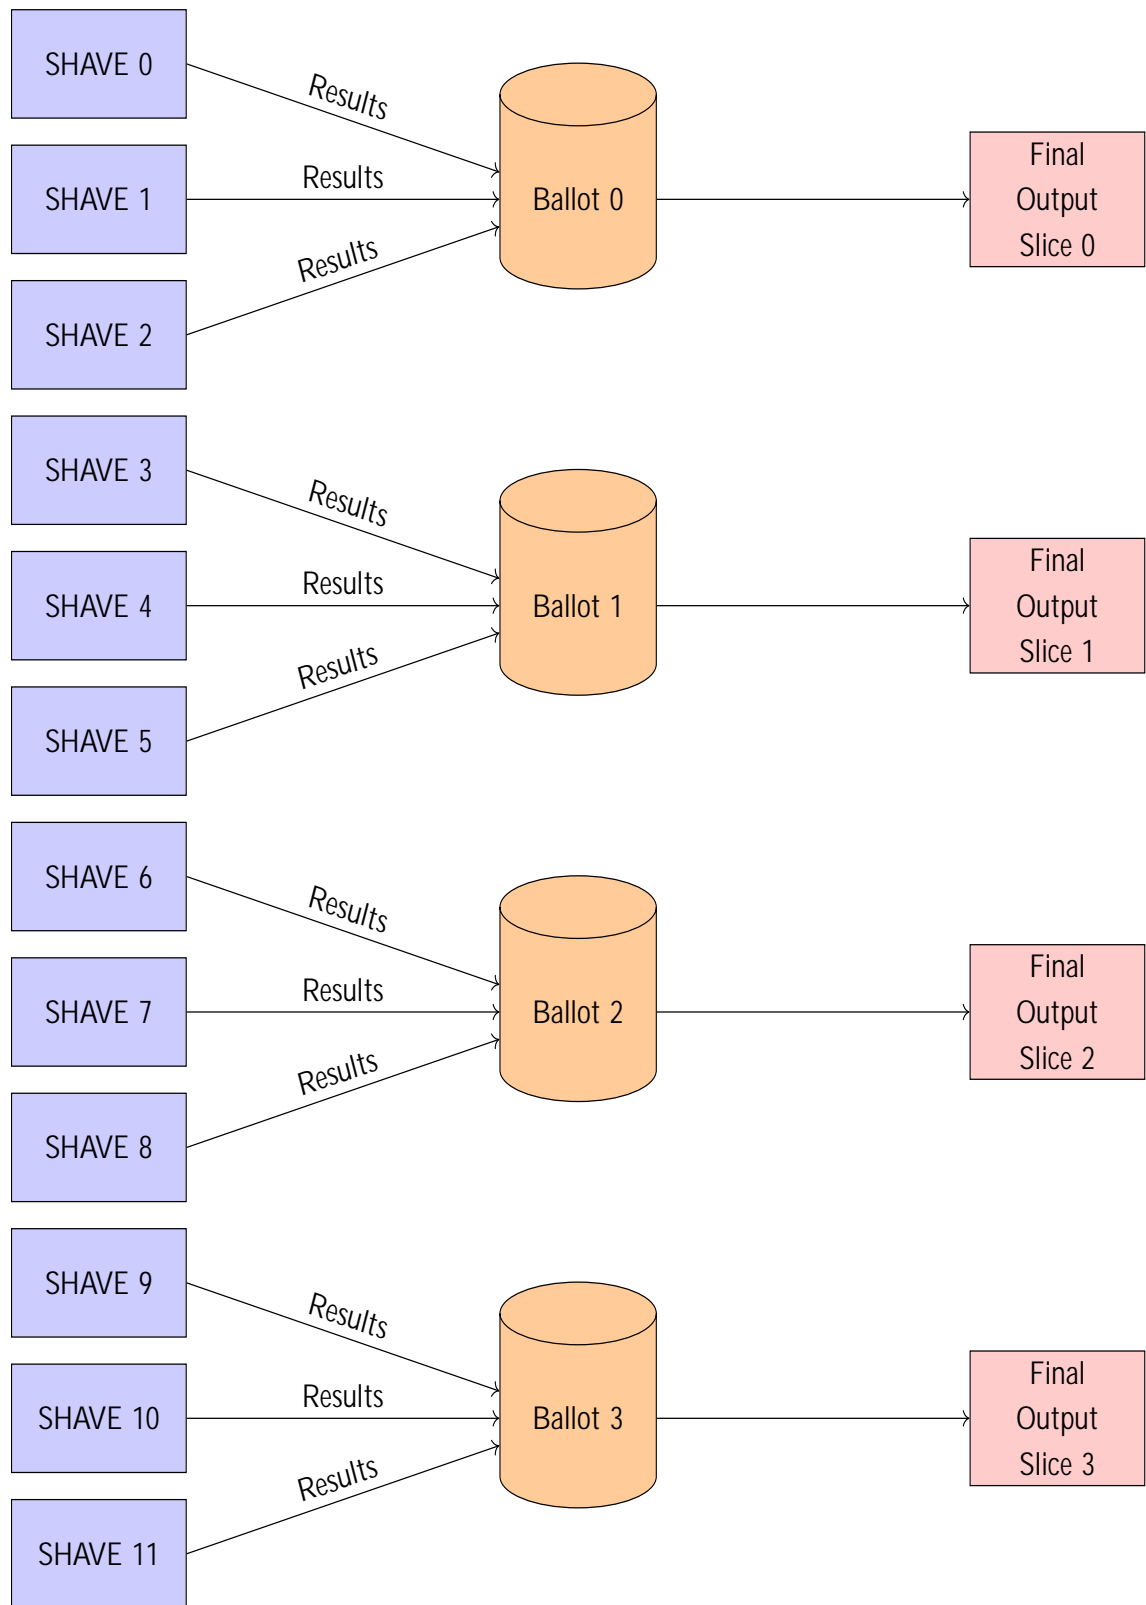 SHAVE 0
Results
SHAVE 1
Results
SHAVE 2
Results
Ballot 0
Final
Output
Slice 0
SHAVE 3
Results
SHAVE 4
Results
SHAVE 5
Results
Ballot 1
Final
Output
Slice 1
SHAVE 6
Results
SHAVE 7
Results
SHAVE 8
Results
Ballot 2
Final
Output
Slice 2
SHAVE 9
Results
SHAVE 10
Results
SHAVE 11
Results
Ballot 3
Final
Output
Slice 3